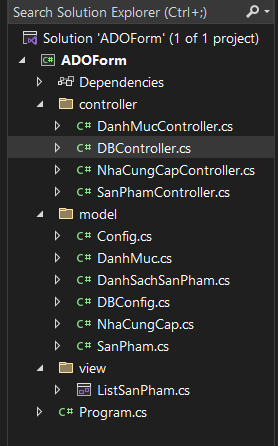 Search Solution Explorer (Ctrl+;)
Solution 'ADOForm' (1 of 1 project)
ADOForm
Dependencies
controller
C# DanhMucController.cs
C# DBController.cs
C# NhaCungCapController.cs
C# SanPhamController.cs
model
C# Config.cs
C# DanhMuc.cs
C# DanhSachSanPham.cs
C# DBConfig.cs
C# NhaCungCap.cs
C# SanPham.cs
view
ListSanPham.cs
C# Program.cs